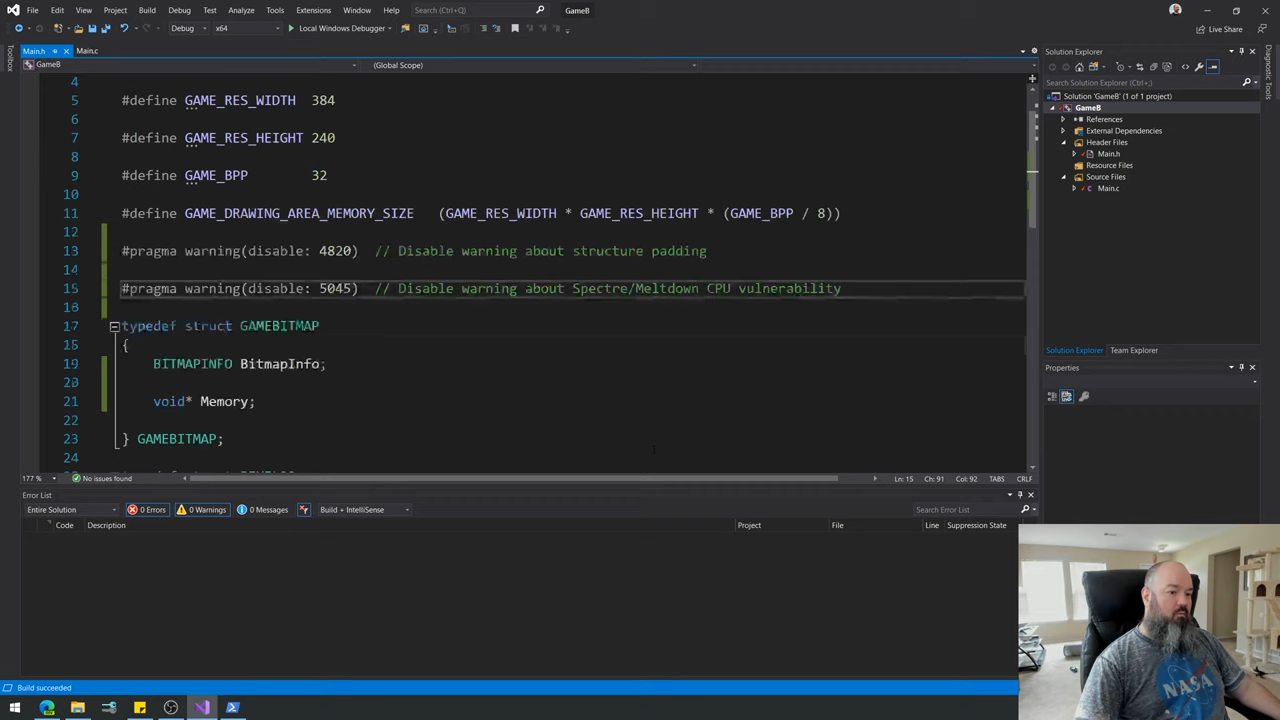 File Edit View Project Build Debug Test Analyze Tools Extensions Window Help Search (Ctrl+Q) GameB
Debug x64 Local Windows Debugger Live Share
Main.h Main.c
GameB (Global Scope)
4
5 #define GAME_RES_WIDTH 384
6
7 #define GAME_RES_HEIGHT 240
8
9 #define GAME_BPP 32
10
11 #define GAME_DRAWING_AREA_MEMORY_SIZE (GAME_RES_WIDTH * GAME_RES_HEIGHT * (GAME_BPP / 8))
12
13 #pragma warning(disable: 4820) // Disable warning about structure padding
14
15 #pragma warning(disable: 5045) // Disable warning about Spectre/Meltdown CPU vulnerability
16
17 typedef struct GAMEBITMAP
18 {
19 BITMAPINFO BitmapInfo;
20
21 void* Memory;
22
23 } GAMEBITMAP;
24
177 % No issues found Ln: 15 Ch: 91 Col: 92 TABS CRLF
Error List
Entire Solution 0 Errors 0 Warnings 0 Messages Build + IntelliSense Search Error List
Code Description Project File Line Suppression State
Build succeeded
Toolbox
Solution Explorer
Search Solution Explorer (Ctrl+;)
Solution 'GameB' (1 of 1 project)
GameB
References
External Dependencies
Header Files
Main.h
Resource Files
Source Files
Main.c
Solution Explorer Team Explorer
Properties
Diagnostic Tools
NASA